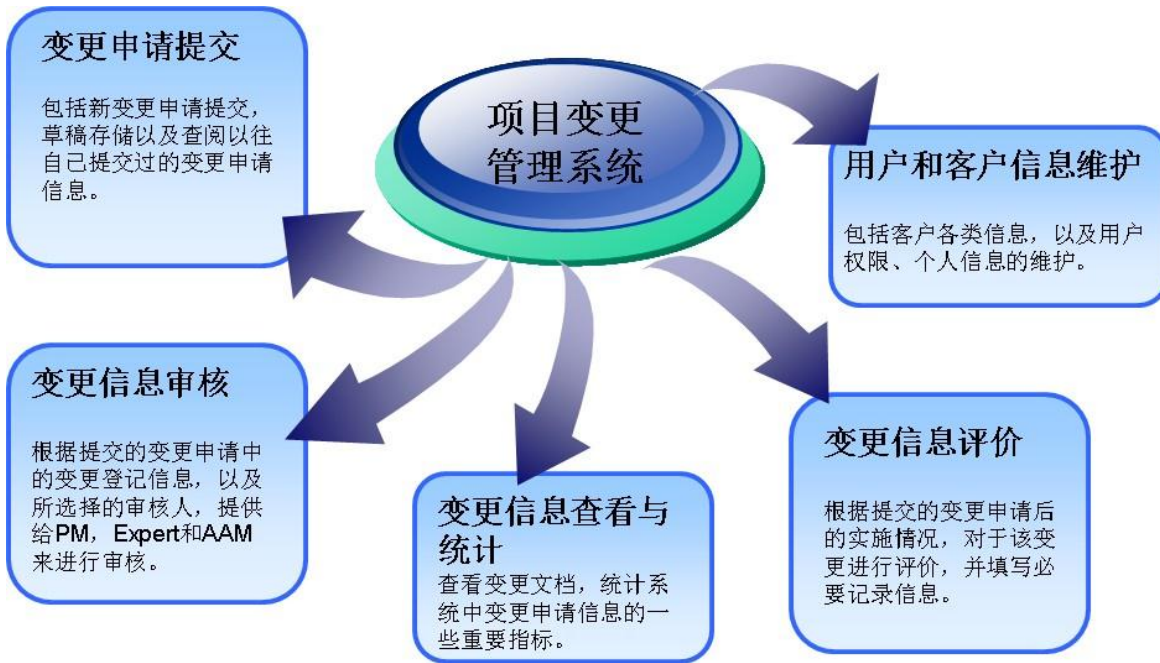 变更申请提交
包括新变更申请提交，
草稿存储以及查阅以往
自己提交过的变更申请
信息。
项目变更
管理系统
用户和客户信息维护
包括客户各类信息，以及用户
权限、个人信息的维护。
变更信息审核
根据提交的变更申请中
的变更登记信息，以及
所选择的审核人，提供
给PM，Expert和AAM
来进行审核。
变更信息查看与
统计
查看变更文档，统计系
统中变更申请信息的一
些重要指标。
变更信息评价
根据提交的变更申请后
的实施情况，对于该变
更进行评价，并填写必
要记录信息。